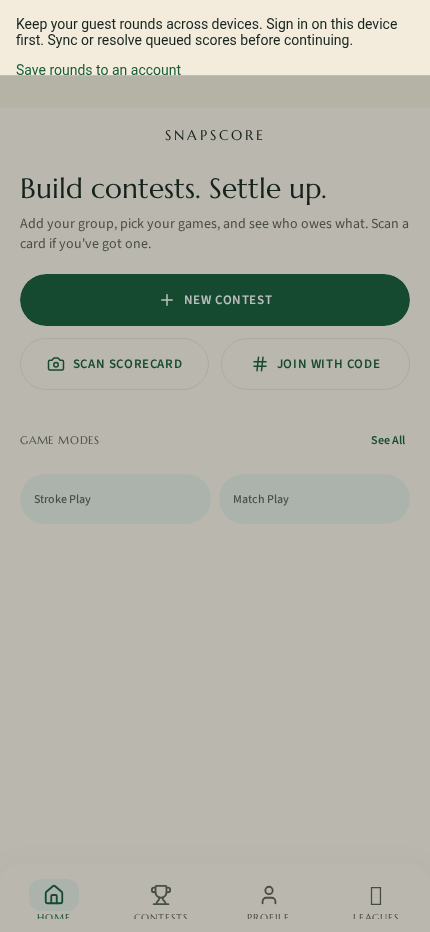 Keep your guest rounds across devices. Sign in on this device
first. Sync or resolve queued scores before continuing.
Save rounds to an account
SNAPSCORE
Build contests. Settle up.
Add your group, pick your games, and see who owes what. Scan a
card if you've got one.
NEW CONTEST
SCAN SCORECARD
JOIN WITH CODE
GAME MODES
See All
Stroke Play
Match Play
HOME
CONTESTS
PROFILE
LEAGUES